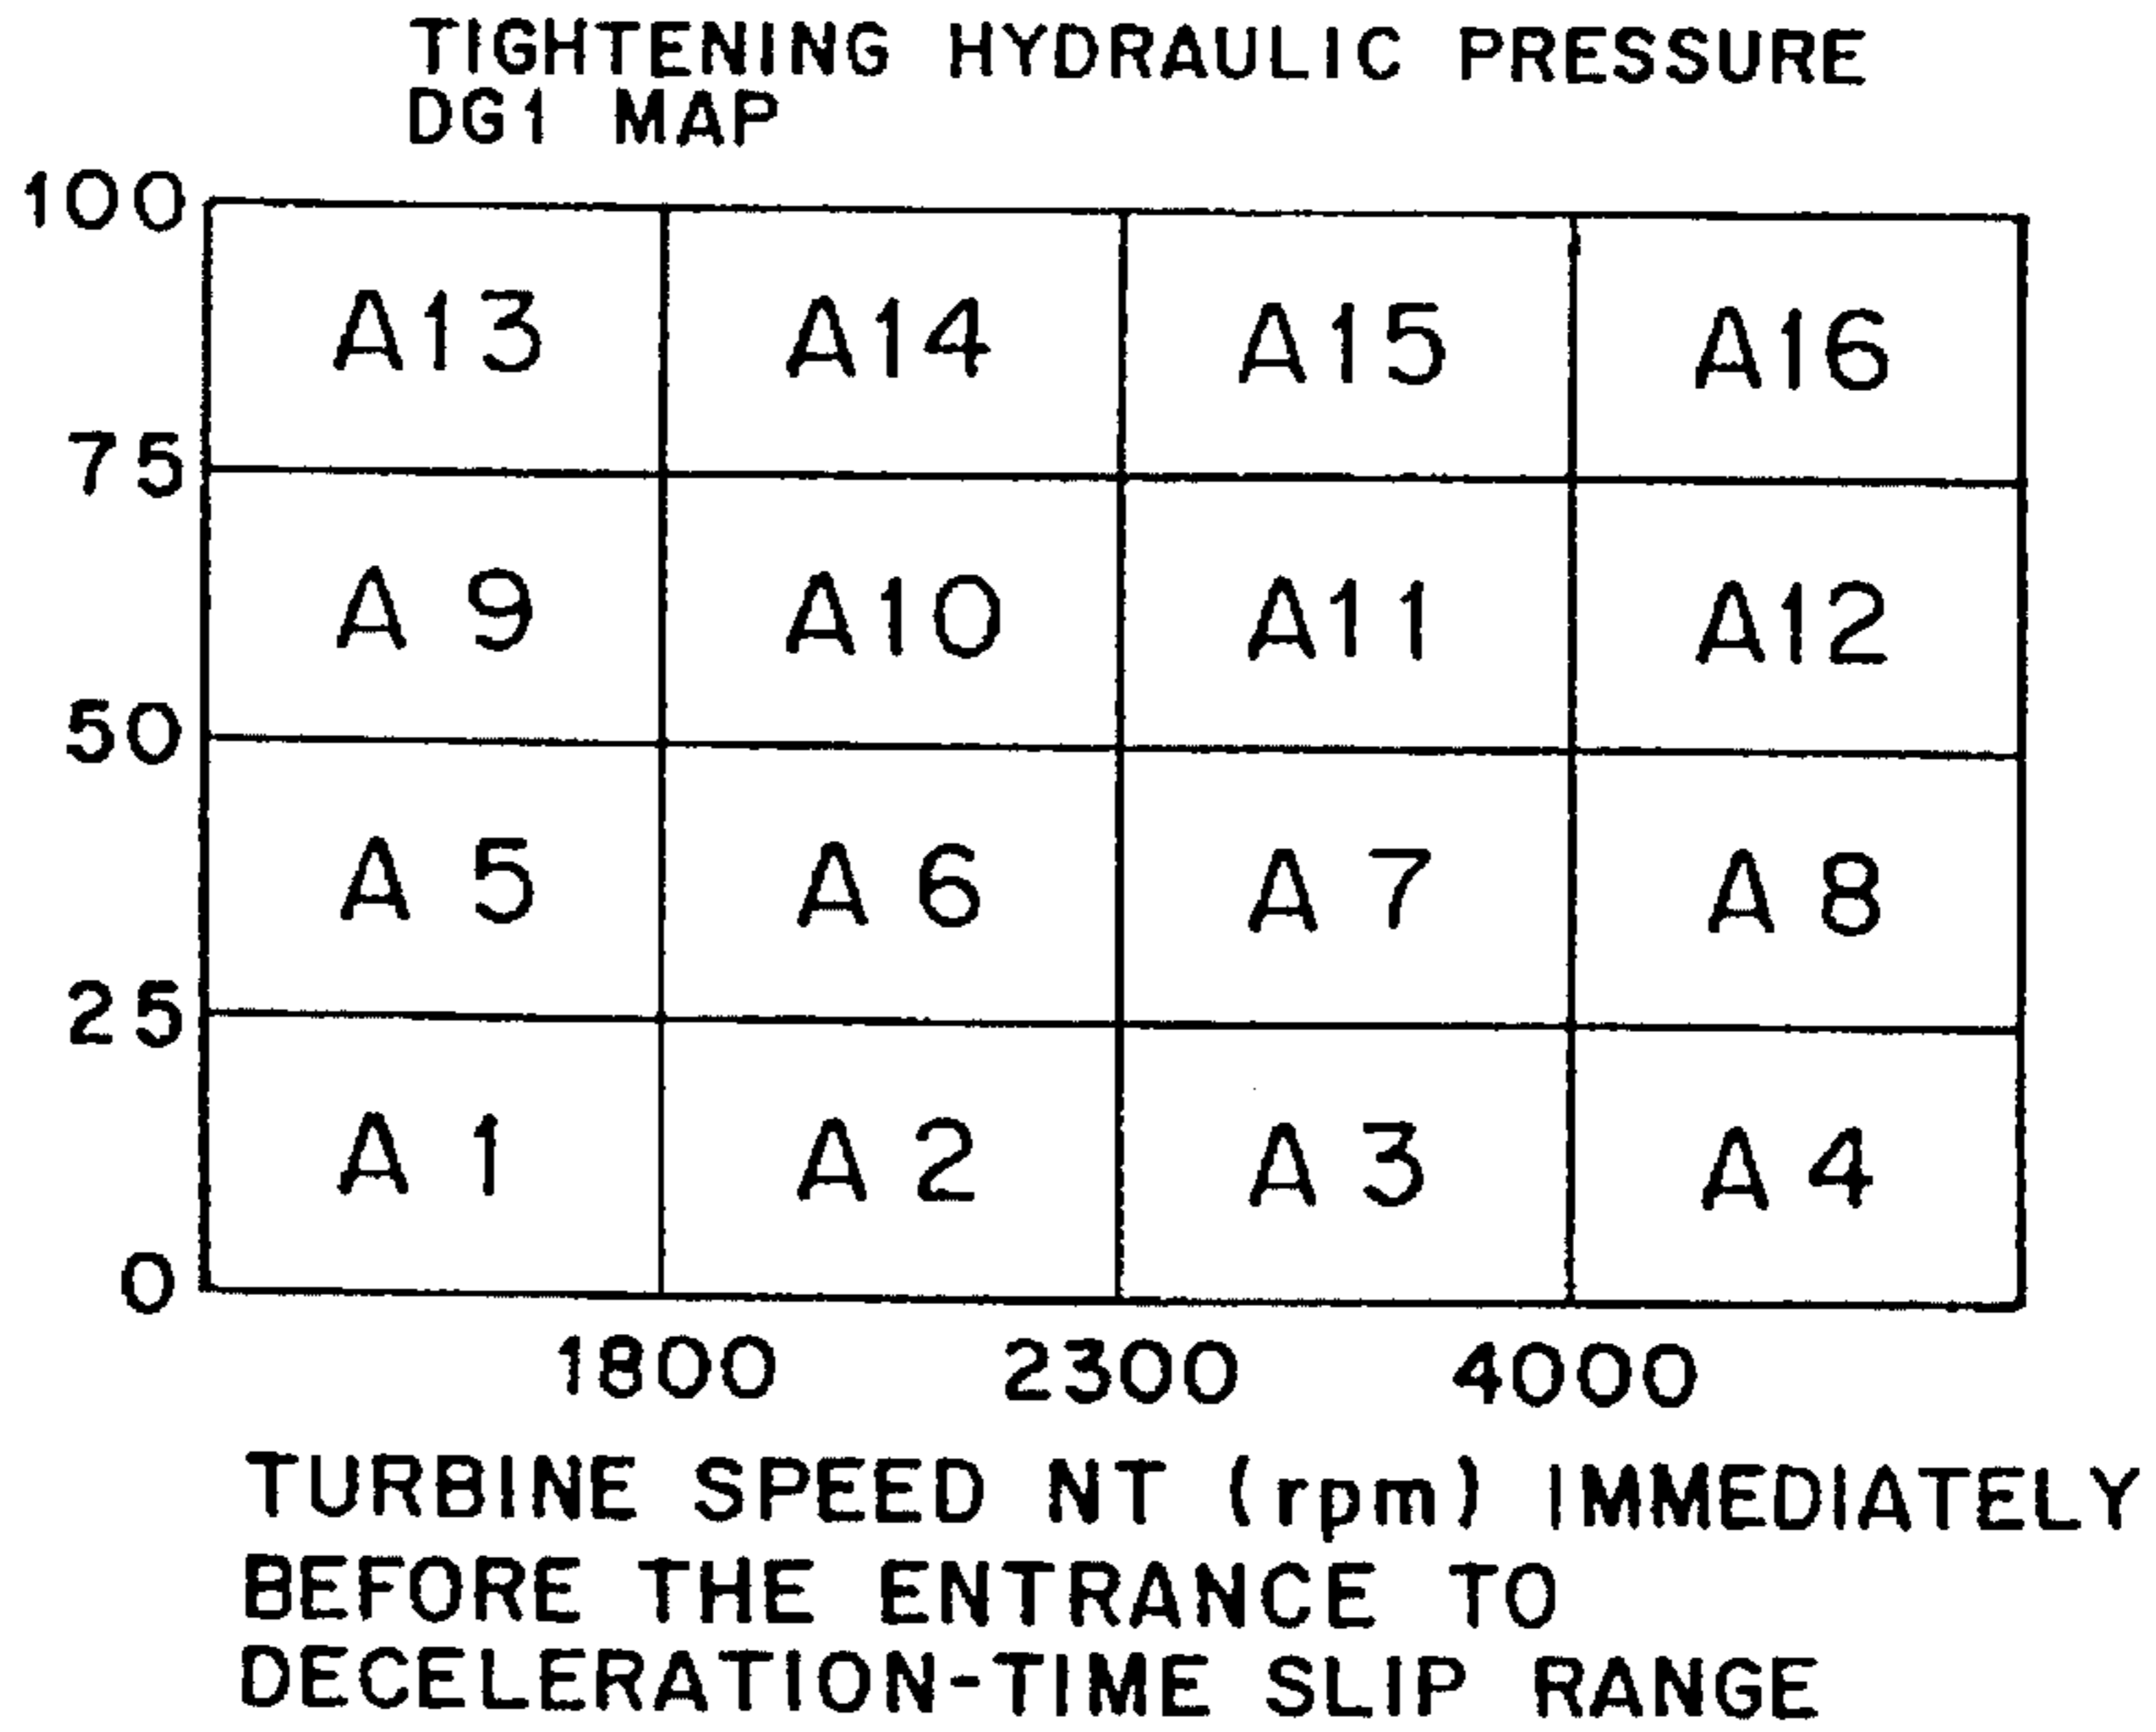 TIGHTENING HYDRAULIC PRESSURE
DG1 MAP
100
A13 A14 A15 A16
75
A 9 A10 A11 A12
50
A 5 A 6 A 7 A 8
25
A 1 A 2 A 3 A 4
0
1800 2300 4000
TURBINE SPEED NT (rpm) IMMEDIATELY
BEFORE THE ENTRANCE TO
DECELERATION-TIME SLIP RANGE